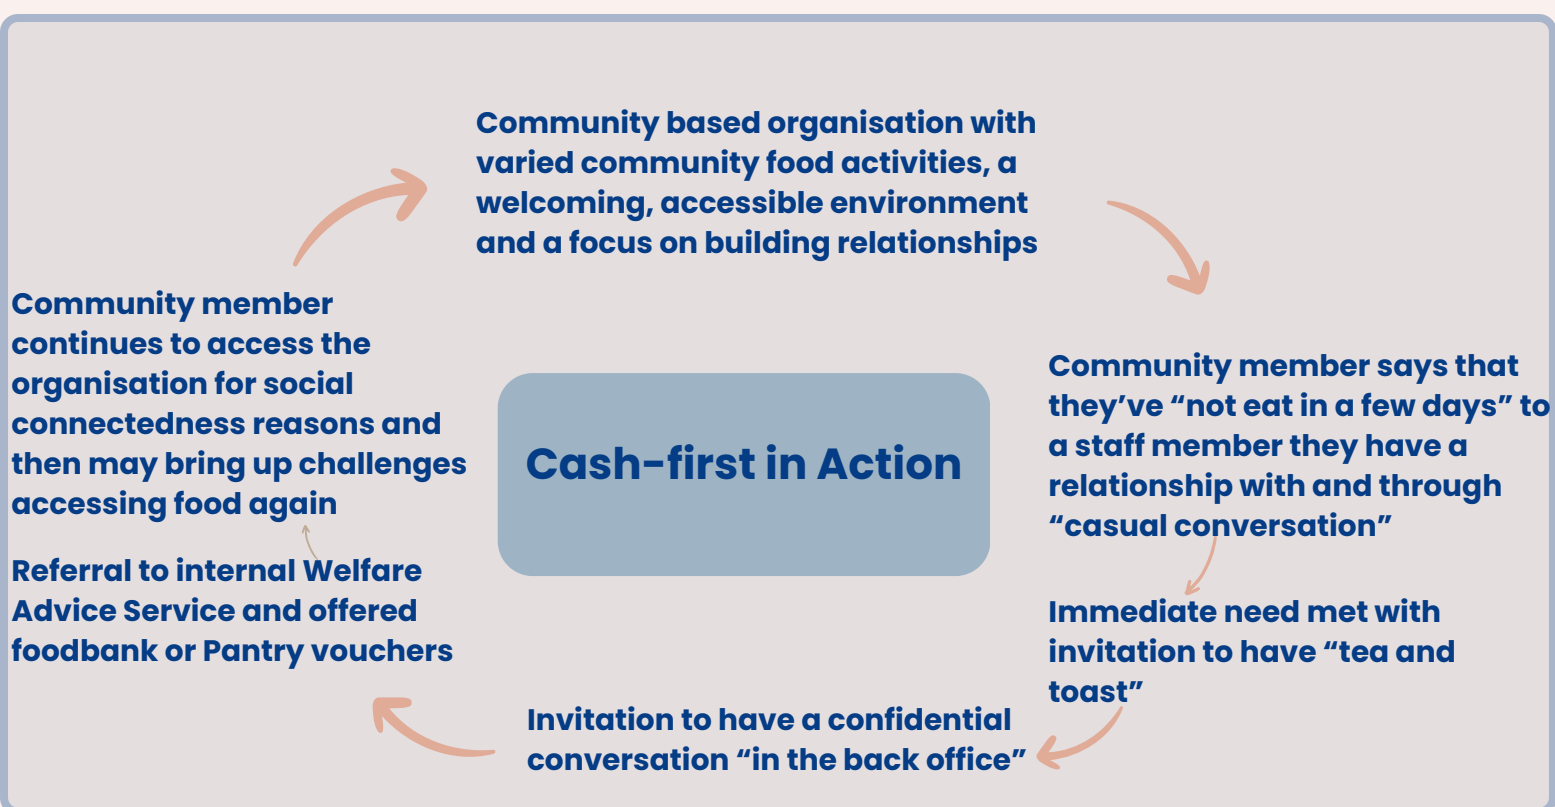 Community based organisation with
varied community food activities, a
welcoming, accessible environment
and a focus on building relationships
Community member says that
they’ve “not eat in a few days” to
a staff member they have a
relationship with and through
“casual conversation”
Immediate need met with
invitation to have “tea and
toast”
Invitation to have a confidential
conversation “in the back office”
Referral to internal Welfare
Advice Service and offered
foodbank or Pantry vouchers
Community member
continues to access the
organisation for social
connectedness reasons and
then may bring up challenges
accessing food again
Cash-first in Action